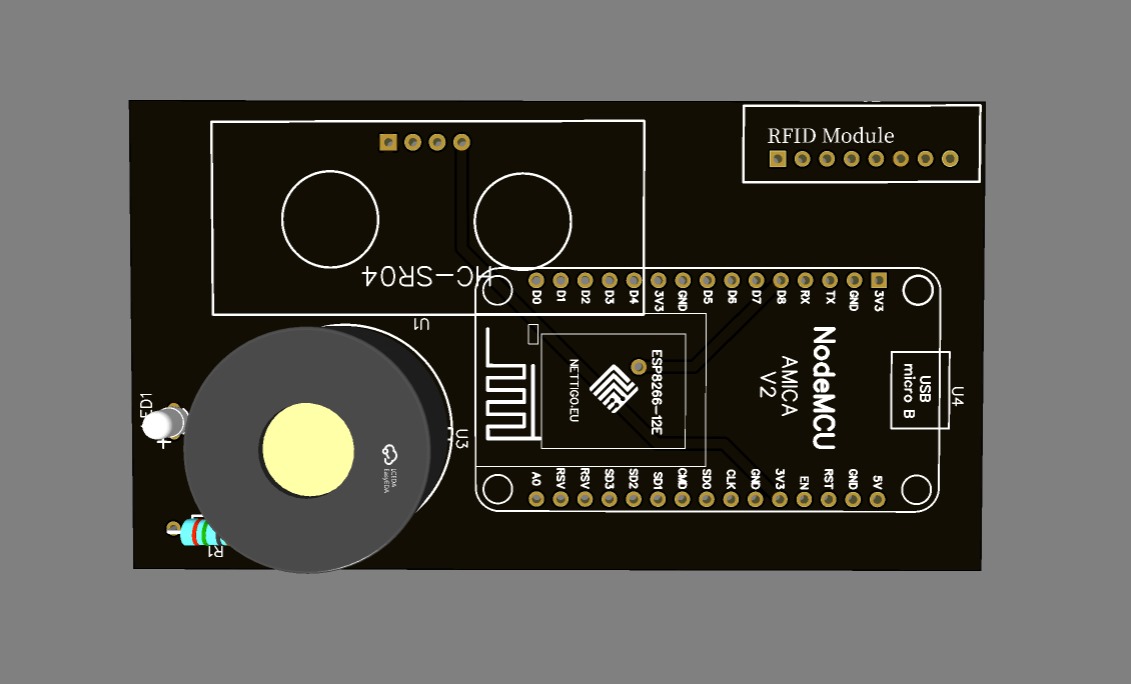 RFID Module
HC-SR04
U1
D0
D1
D2
D3
D4
3V3
GND
D5
D6
D7
D8
RX
TX
GND
3V3
NodeMCU
AMICA
V2
ESP8266-12E
NETTIGO.EU
USB
micro B
U4
U3
LCEDA
EasyEDA
+
R1
A0
RSV
RSV
SD3
SD2
SD1
CMD
SD0
CLK
GND
3V3
EN
RST
GND
5V